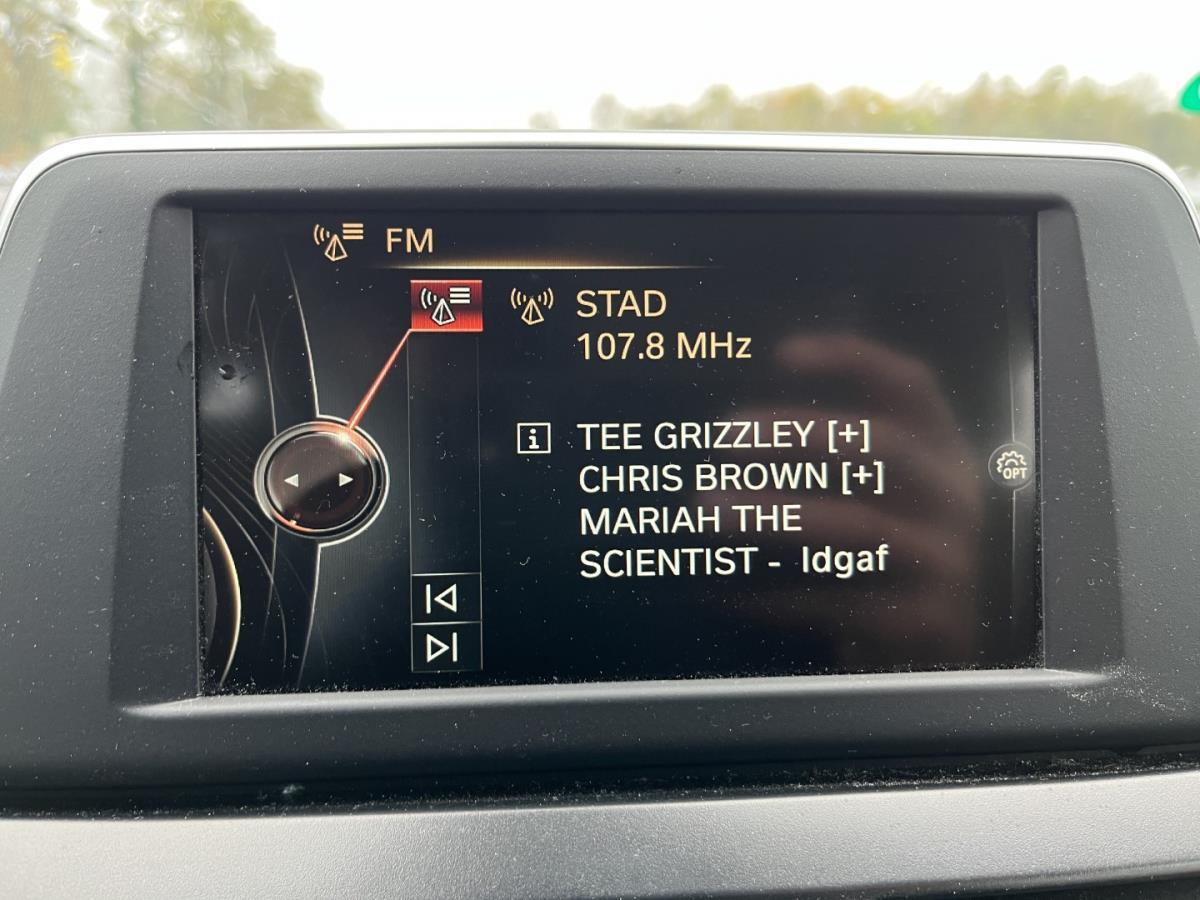 FM
STAD
107.8 MHz
i TEE GRIZZLEY [+]
CHRIS BROWN [+]
MARIAH THE
SCIENTIST - Idgaf
OPT